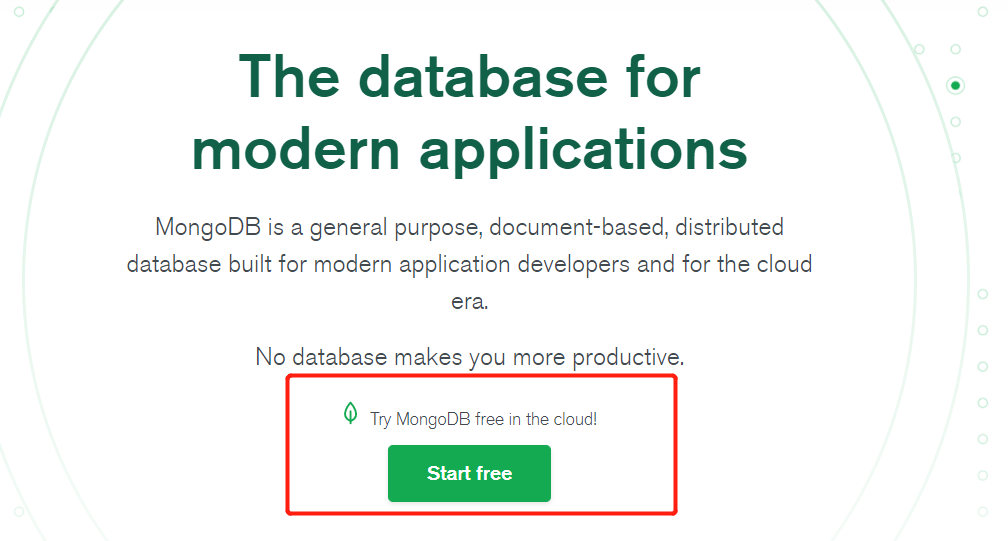 The database for
modern applications
MongoDB is a general purpose, document-based, distributed
database built for modern application developers and for the cloud
era.
No database makes you more productive.
Try MongoDB free in the cloud!
Start free